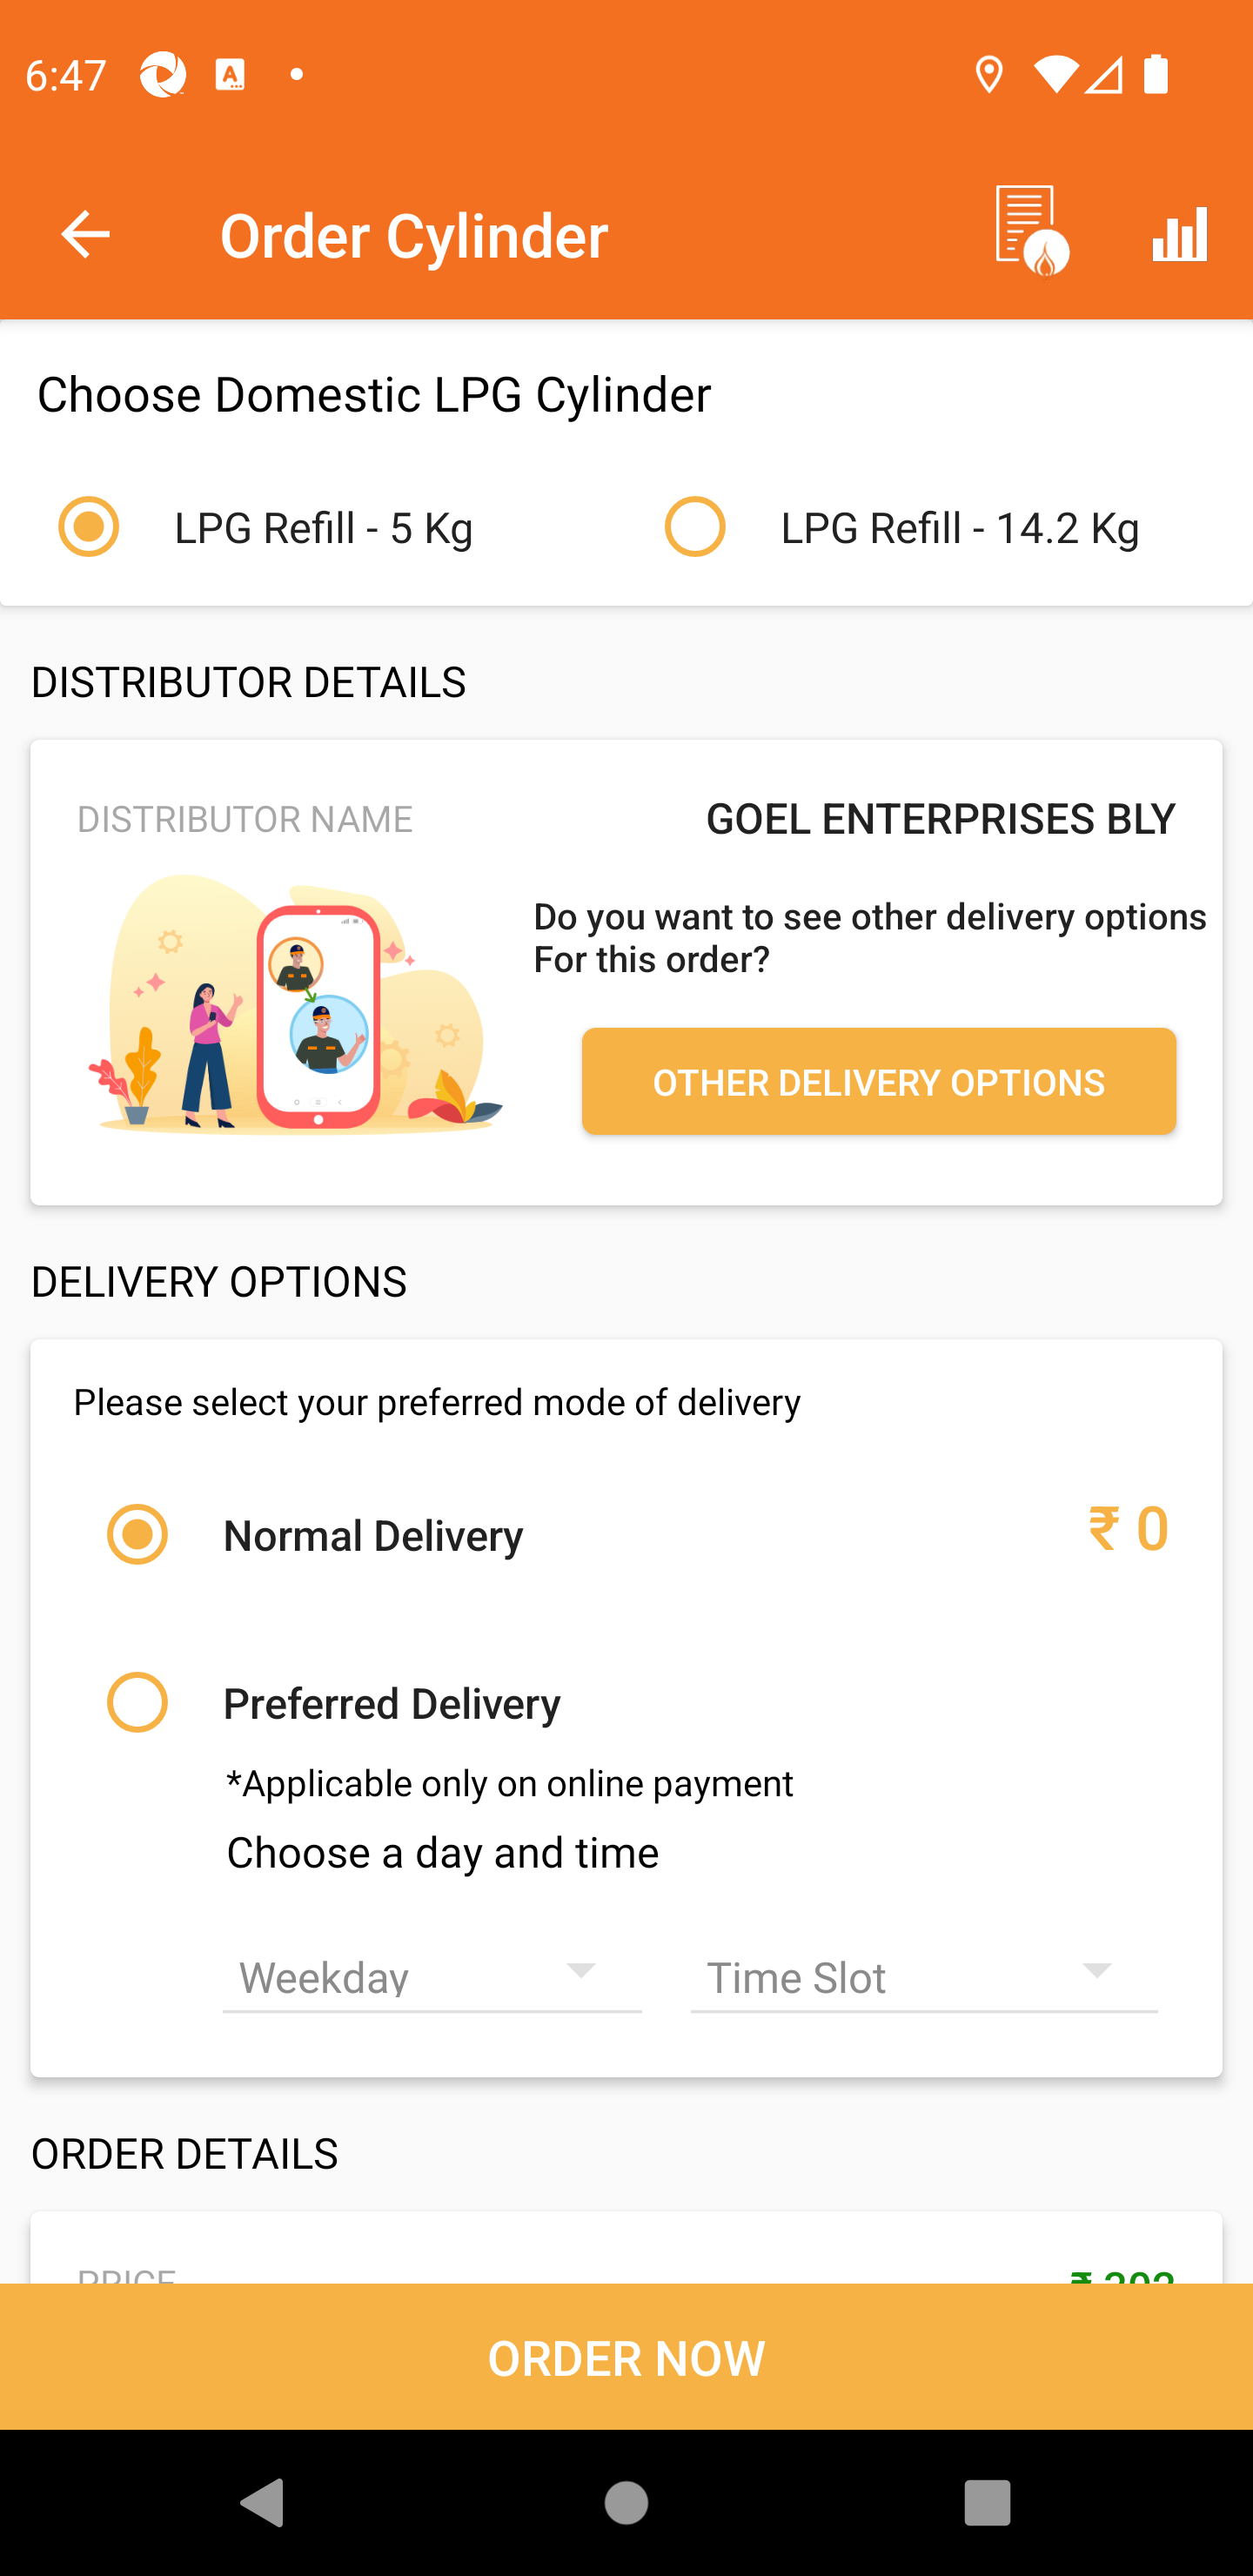 6:47
Order Cylinder
Choose Domestic LPG Cylinder
LPG Refill - 5 Kg
LPG Refill - 14.2 Kg
DISTRIBUTOR DETAILS
DISTRIBUTOR NAME
GOEL ENTERPRISES BLY
Do you want to see other delivery options
For this order?
OTHER DELIVERY OPTIONS
DELIVERY OPTIONS
Please select your preferred mode of delivery
Normal Delivery
₹ 0
Preferred Delivery
*Applicable only on online payment
Choose a day and time
Weekday
Time Slot
ORDER DETAILS
PRICE
ORDER NOW